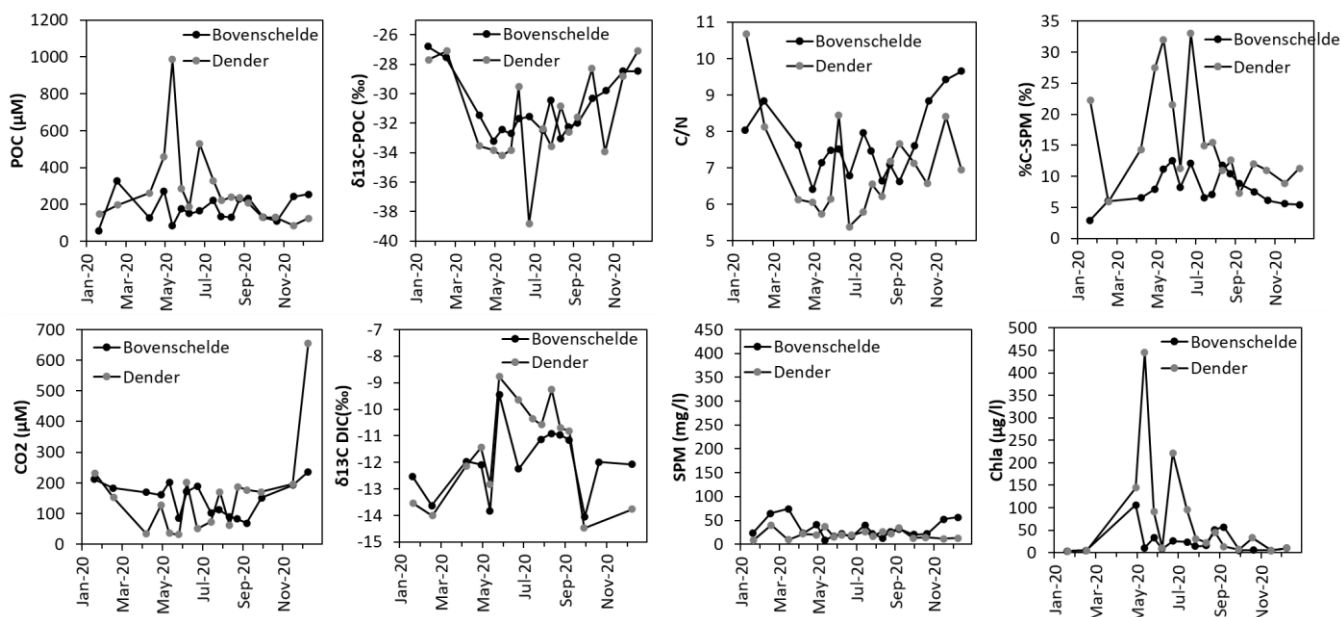 POC (µM)
1200
1000
800
600
400
200
0
Bovenschelde
Dender
Jan-20
Mar-20
May-20
Jul-20
Sep-20
Nov-20
δ13C-POC (‰)
-26
-28
-30
-32
-34
-36
-38
-40
Bovenschelde
Dender
Jan-20
Mar-20
May-20
Jul-20
Sep-20
Nov-20
C/N
11
10
9
8
7
6
5
Bovenschelde
Dender
Jan-20
Mar-20
May-20
Jul-20
Sep-20
Nov-20
%C-SPM (%)
35%
30%
25%
20%
15%
10%
5%
0%
Bovenschelde
Dender
Jan-20
Mar-20
May-20
Jul-20
Sep-20
Nov-20
CO2 (µM)
700
600
500
400
300
200
100
0
Bovenschelde
Dender
Jan-20
Mar-20
May-20
Jul-20
Sep-20
Nov-20
δ13C DIC(‰)
-7
-8
-9
-10
-11
-12
-13
-14
-15
Bovenschelde
Dender
Jan-20
Mar-20
May-20
Jul-20
Sep-20
Nov-20
SPM (mg/l)
450
400
350
300
250
200
150
100
50
0
Bovenschelde
Dender
Jan-20
Mar-20
May-20
Jul-20
Sep-20
Nov-20
Chla (µg/l)
500
450
400
350
300
250
200
150
100
50
0
Bovenschelde
Dender
Jan-20
Mar-20
May-20
Jul-20
Sep-20
Nov-20